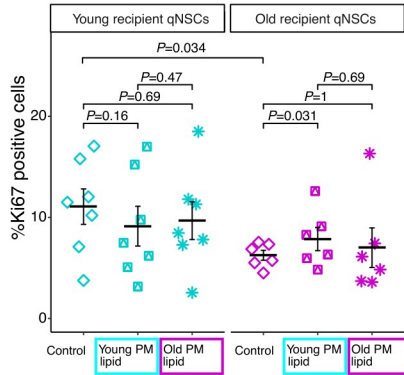 Young recipient qNSCs
Old recipient qNSCs
P=0.034
P=0.47
P=0.69
P=0.69
P=1
P=0.16
P=0.031
%Ki67 positive cells
20
10
0
Control
Young PM
lipid
Old PM
lipid
Control
Young PM
lipid
Old PM
lipid